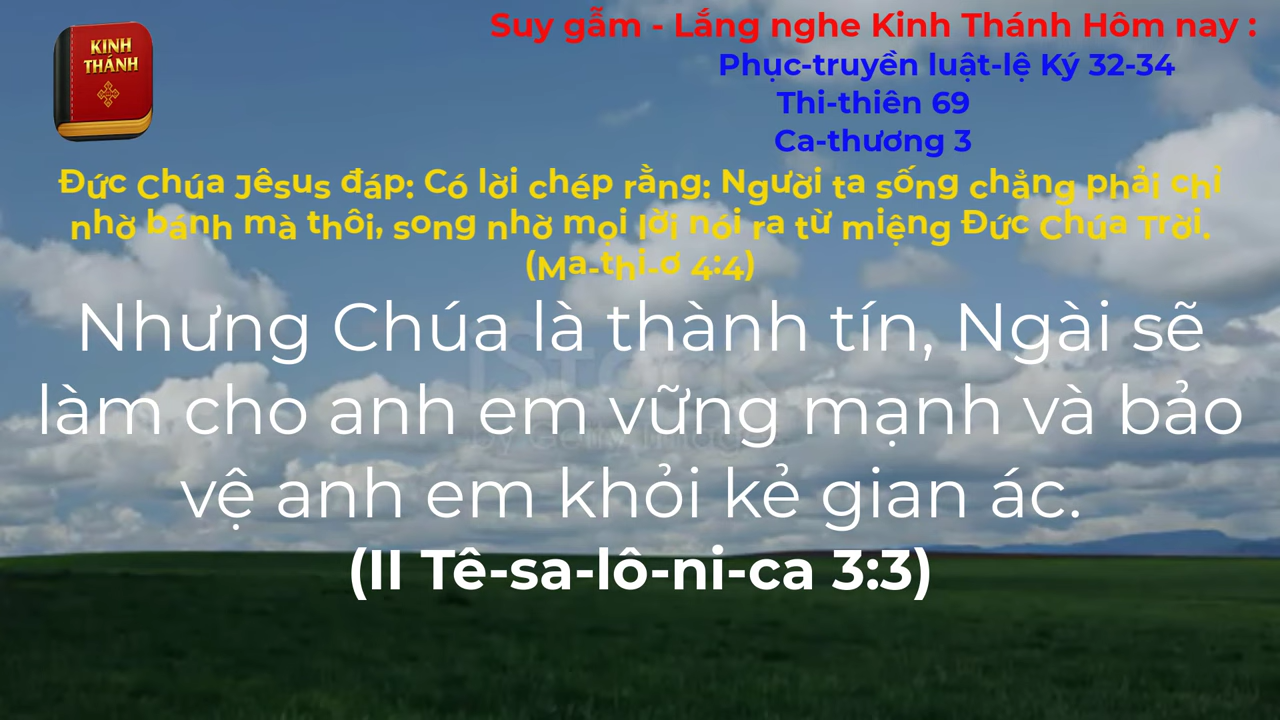 KINH
THÁNH
Suy gẫm - Lắng nghe Kinh Thánh Hôm nay :
Phục-truyền luật-lệ Ký 32-34
Thi-thiên 69
Ca-thương 3
Đức Chúa Jêsus đáp: Có lời chép rằng: Người ta sống chẳng phải chỉ
nhờ bánh mà thôi, song nhờ mọi lời nói ra từ miệng Đức Chúa Trời.
(Ma-thi-ơ 4:4)
Nhưng Chúa là thành tín, Ngài sẽ
làm cho anh em vững mạnh và bảo
vệ anh em khỏi kẻ gian ác.
(II Tê-sa-lô-ni-ca 3:3)
iStock
by Getty Images